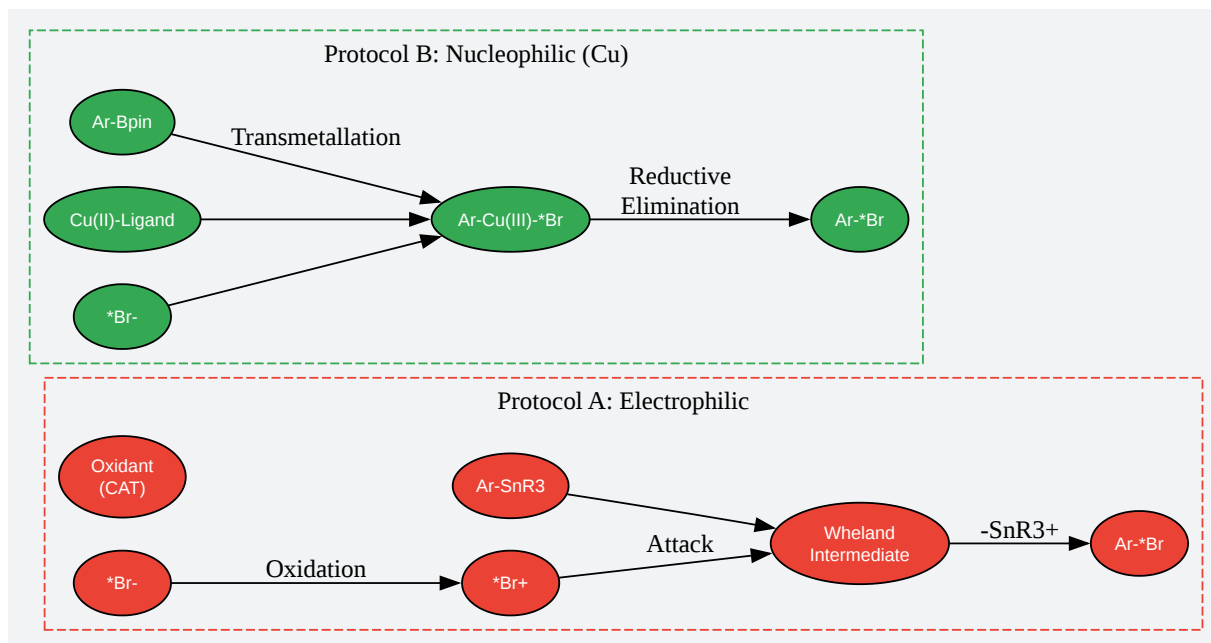 Protocol B: Nucleophilic (Cu)
Ar-Bpin
Transmetallation
Cu(II)-Ligand
Ar-Cu(III)-*Br
Reductive
Elimination
Ar-*Br
*Br-
Protocol A: Electrophilic
Oxidant
(CAT)
Ar-SnR3
*Br-
Oxidation
*Br+
Attack
Wheland
Intermediate
-SnR3+
Ar-*Br